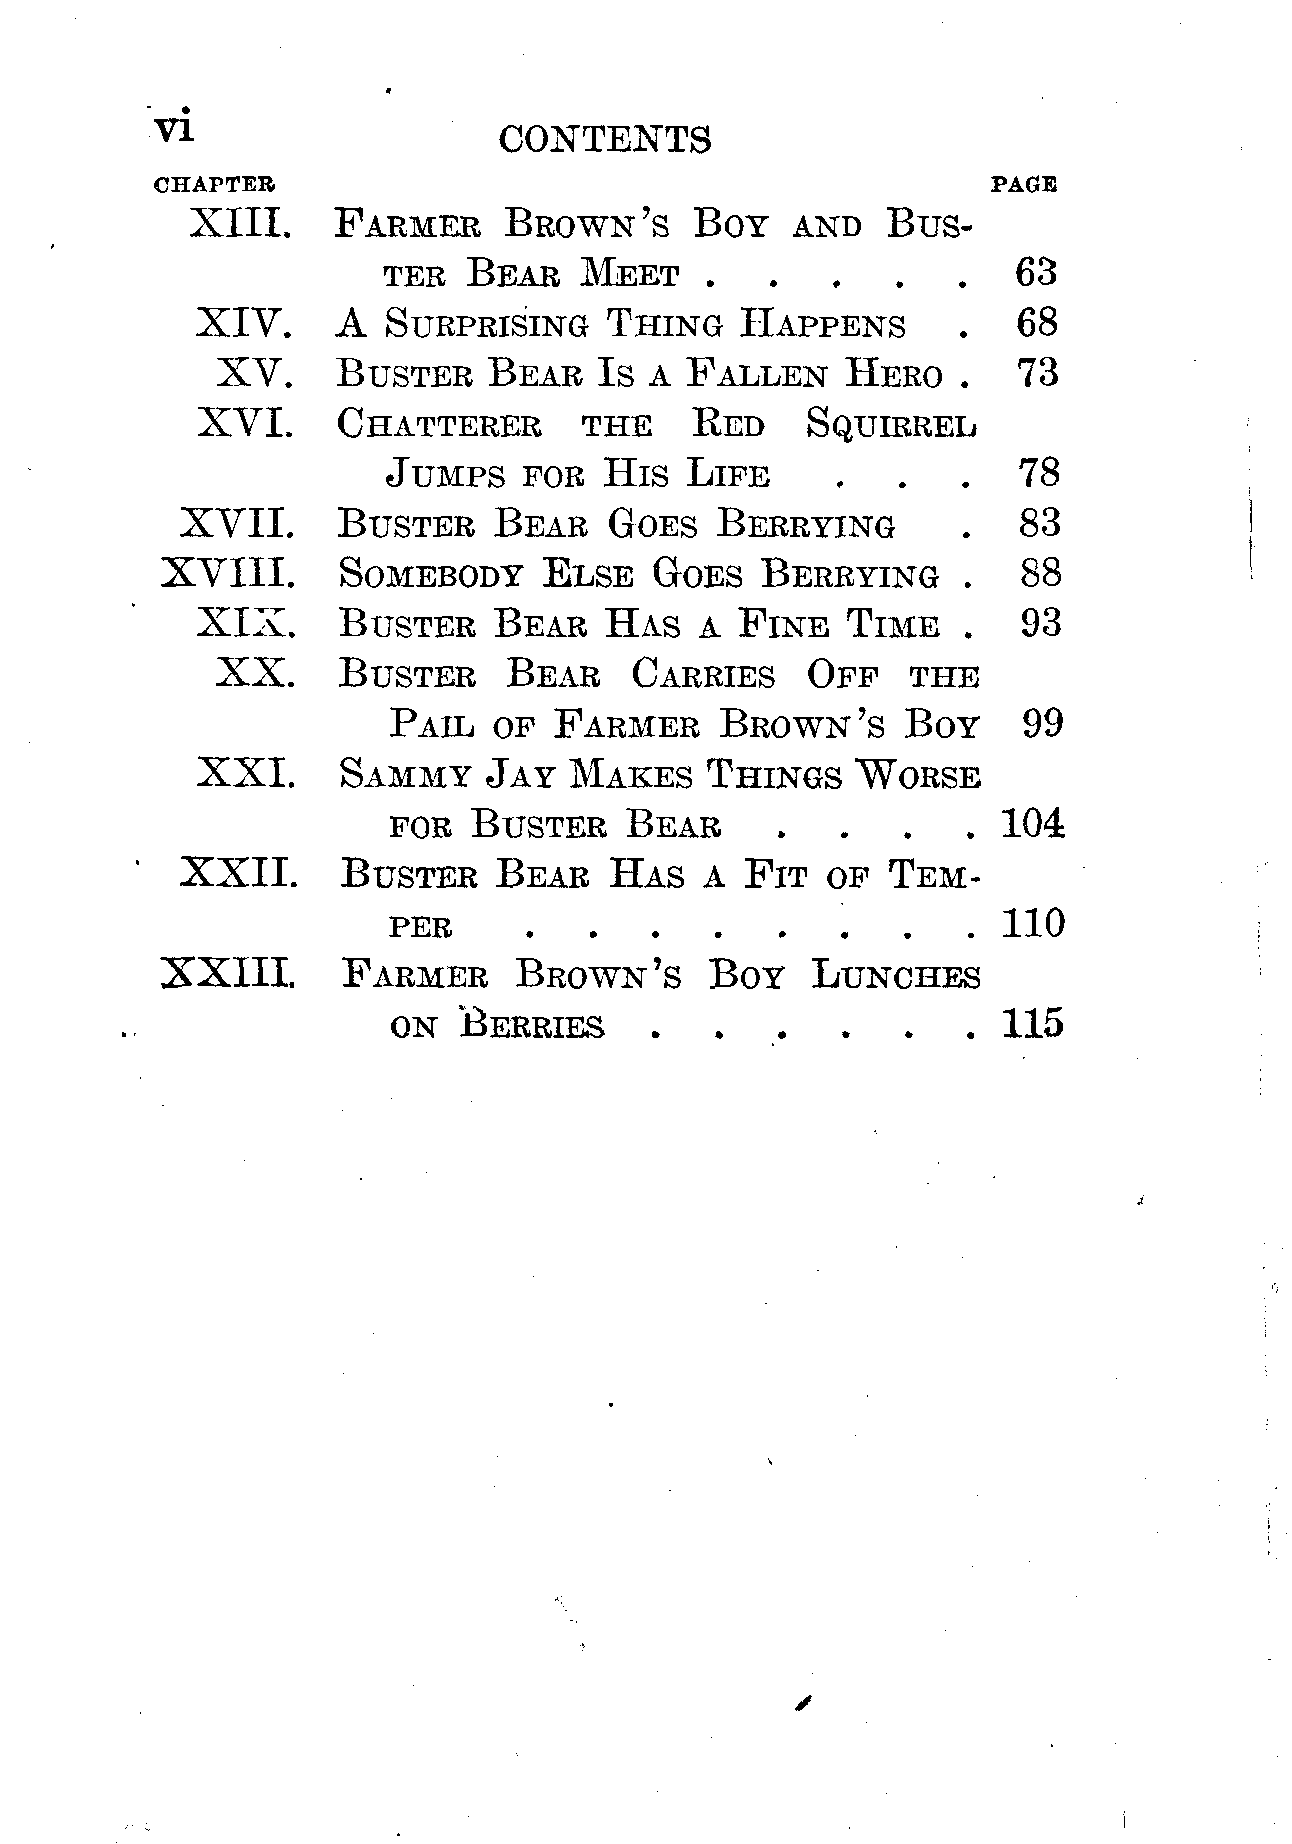 vi
CONTENTS
CHAPTER PAGE
XIII. FARMER BROWN'S BOY AND BUS-
TER BEAR MEET . . . . . 63
XIV. A SURPRISING THING HAPPENS . 68
XV. BUSTER BEAR IS A FALLEN HERO . 73
XVI. CHATTERER THE RED SQUIRREL
JUMPS FOR HIS LIFE . . . 78
XVII. BUSTER BEAR GOES BERRYING . 83
XVIII. SOMEBODY ELSE GOES BERRYING . 88
XIX. BUSTER BEAR HAS A FINE TIME . 93
XX. BUSTER BEAR CARRIES OFF THE
PAIL OF FARMER BROWN'S BOY 99
XXI. SAMMY JAY MAKES THINGS WORSE
FOR BUSTER BEAR . . . . 104
XXII. BUSTER BEAR HAS A FIT OF TEM-
PER . . . . . . . . 110
XXIII. FARMER BROWN'S BOY LUNCHES
ON BERRIES . . . . . . 115